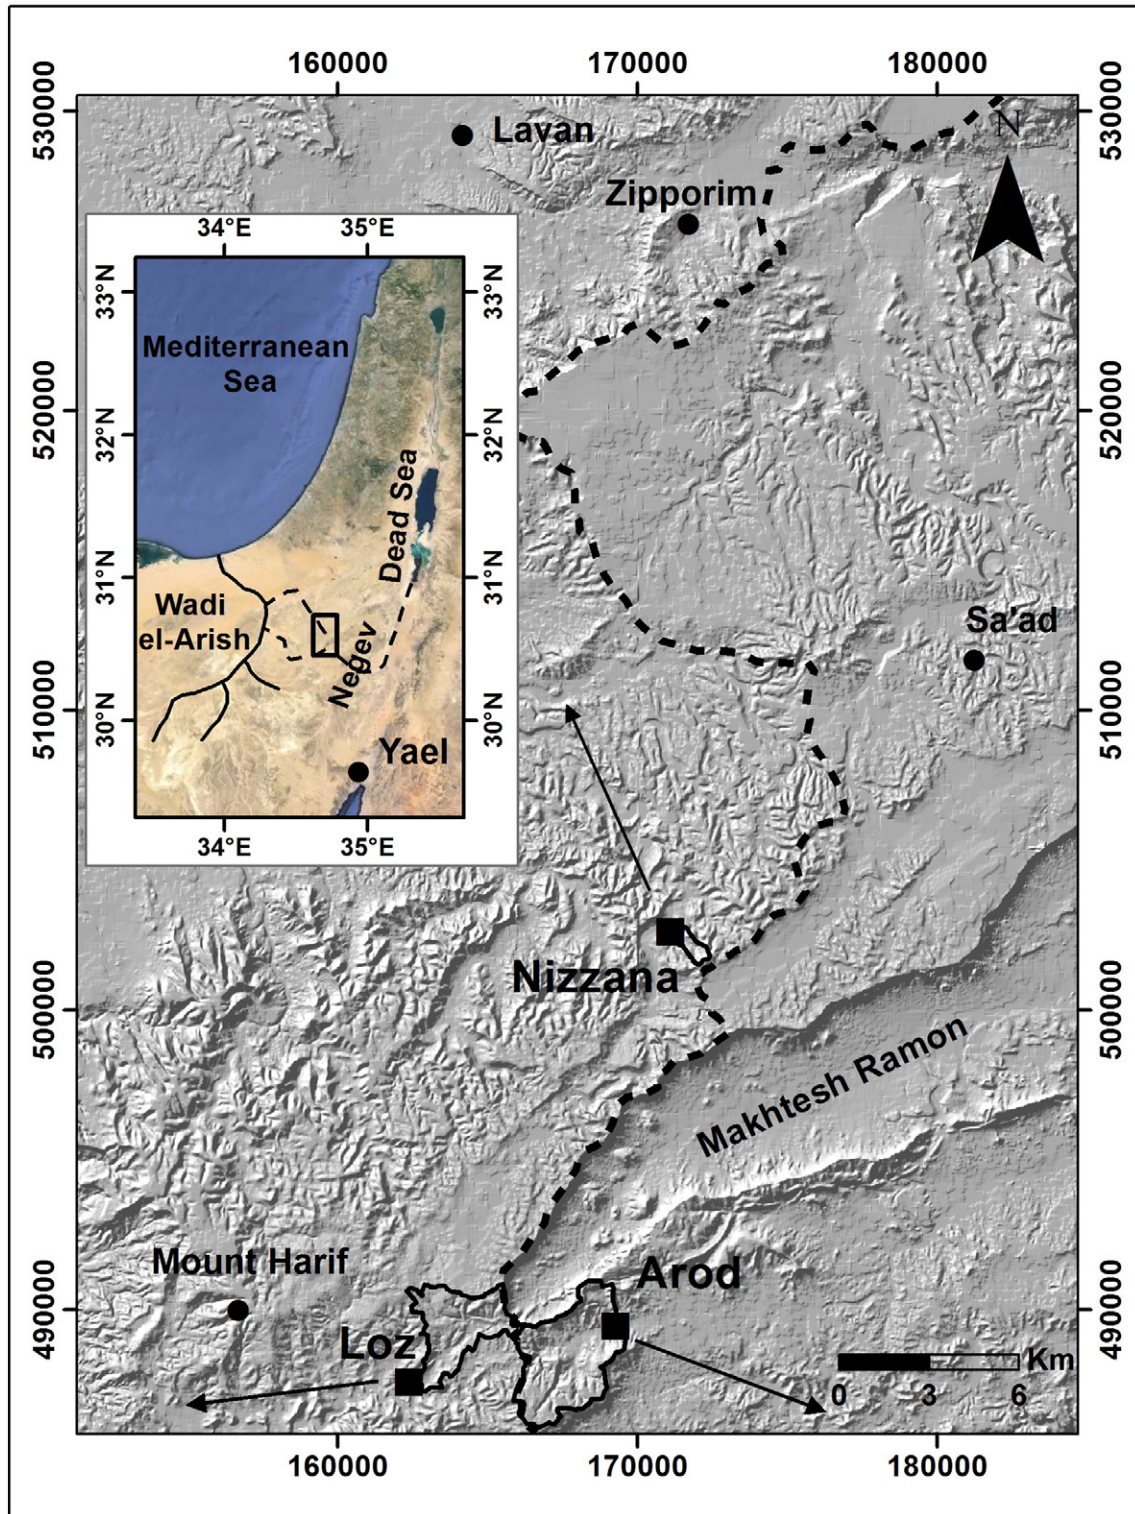 160000 170000 180000
530000 530000
Lavan
N
Zipporim
34°E 35°E
33°N 33°N
Mediterranean
Sea
520000 520000
32°N 32°N
Dead Sea
31°N 31°N
Wadi
el-Arish
Negev
Sa'ad
510000 510000
30°N 30°N
Yael
34°E 35°E
Nizzana
500000 500000
Makhtesh Ramon
Mount Harif
Arod
490000 490000
Loz
Km
0 3 6
160000 170000 180000